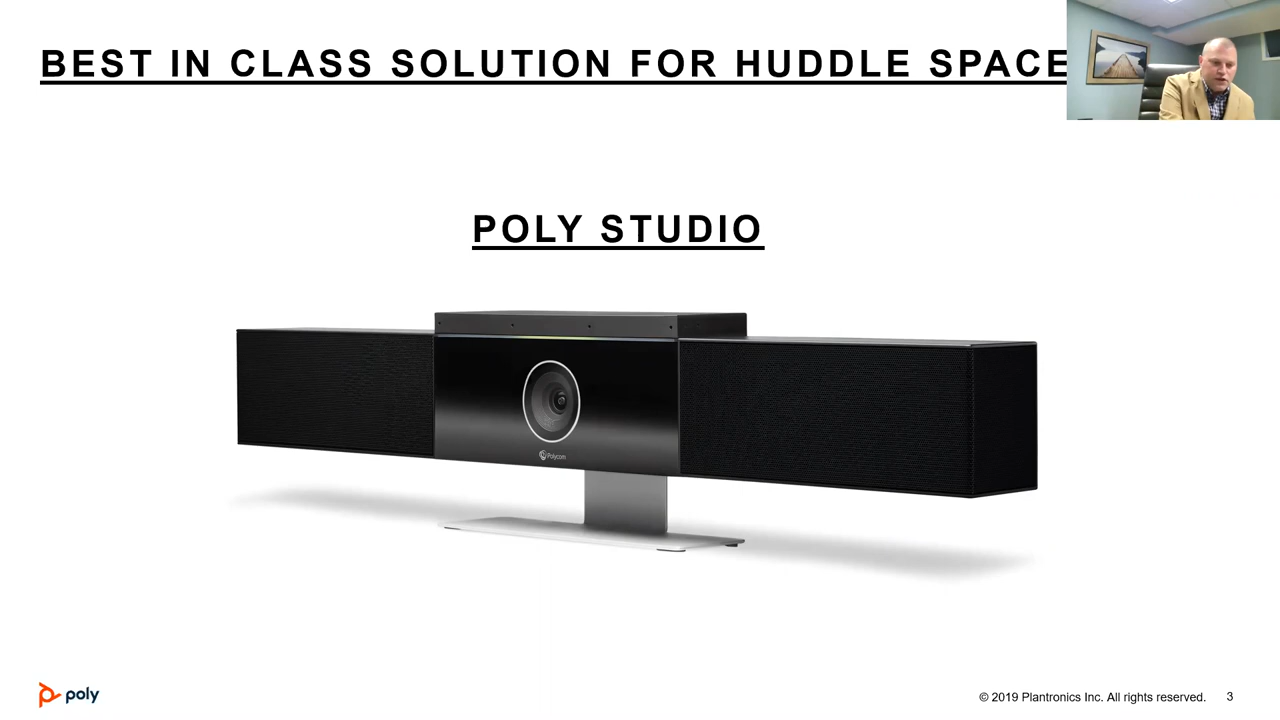 BEST IN CLASS SOLUTION FOR HUDDLE SPACE
POLY STUDIO
Polycom
poly
© 2019 Plantronics Inc. All rights reserved. 3